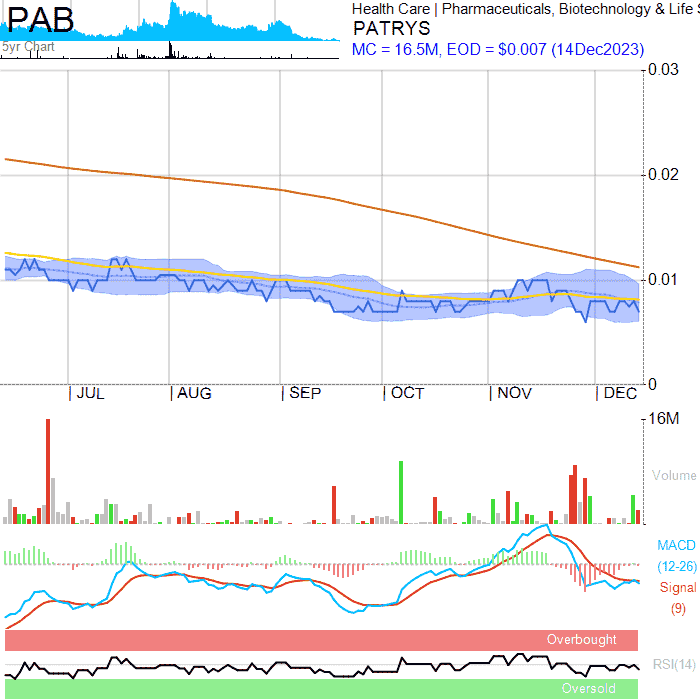 PAB
5yr Chart
Health Care | Pharmaceuticals, Biotechnology & Life S
PATRYS
MC = 16.5M, EOD = $0.007 (14Dec2023)
0.03
0.02
0.01
0
| JUL | AUG | SEP | OCT | NOV | DEC
16M
Volume
MACD
(12-26)
Signal
(9)
Overbought
RSI(14)
Oversold